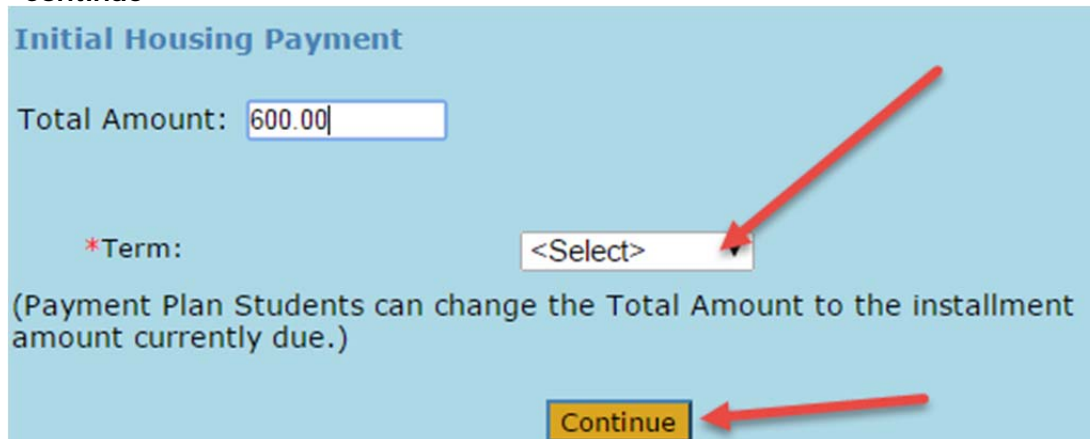 continue
Initial Housing Payment
Total Amount: 600.00
*Term: <Select>
(Payment Plan Students can change the Total Amount to the installment
amount currently due.)
Continue